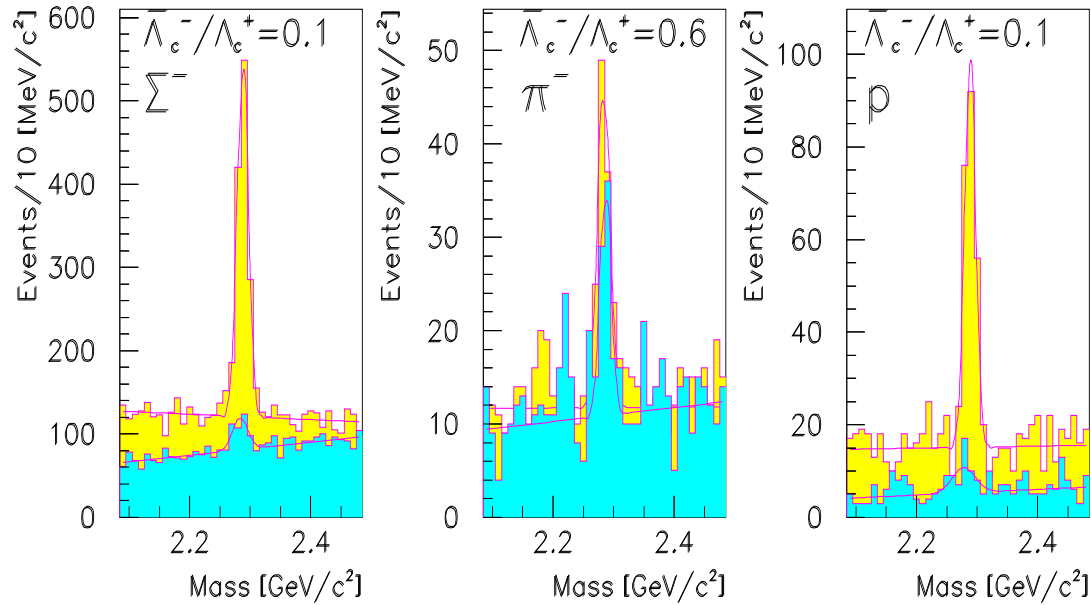 Λ̄c⁻/Λc⁺=0.1
Σ⁻
Events/10 [MeV/c²]
600
500
400
300
200
100
0
2.2 2.4
Mass [GeV/c²]
Λ̄c⁻/Λc⁺=0.6
π⁻
Events/10 [MeV/c²]
50
40
30
20
10
0
2.2 2.4
Mass [GeV/c²]
Λ̄c⁻/Λc⁺=0.1
p
Events/10 [MeV/c²]
100
80
60
40
20
0
2.2 2.4
Mass [GeV/c²]